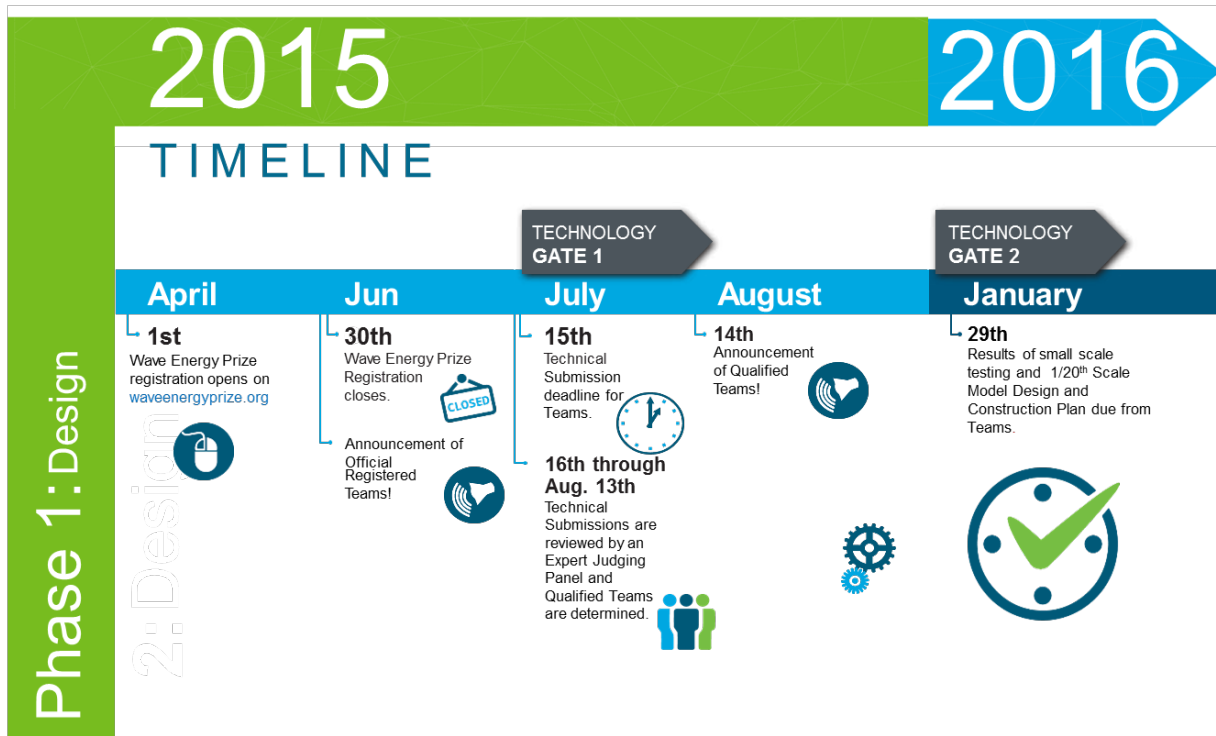 2015
2016
TIMELINE
Phase 1: Design
2: Design
TECHNOLOGY
GATE 1
TECHNOLOGY
GATE 2
April
Jun
July
August
January
1st
Wave Energy Prize
registration opens on
waveenergyprize.org
30th
Wave Energy Prize
Registration
closes.
CLOSED
Announcement of
Official
Registered
Teams!
15th
Technical
Submission
deadline for
Teams.
16th through
Aug. 13th
Technical
Submissions are
reviewed by an
Expert Judging
Panel and
Qualified Teams
are determined.
14th
Announcement
of Qualified
Teams!
29th
Results of small scale
testing and 1/20th Scale
Model Design and
Construction Plan due from
Teams.